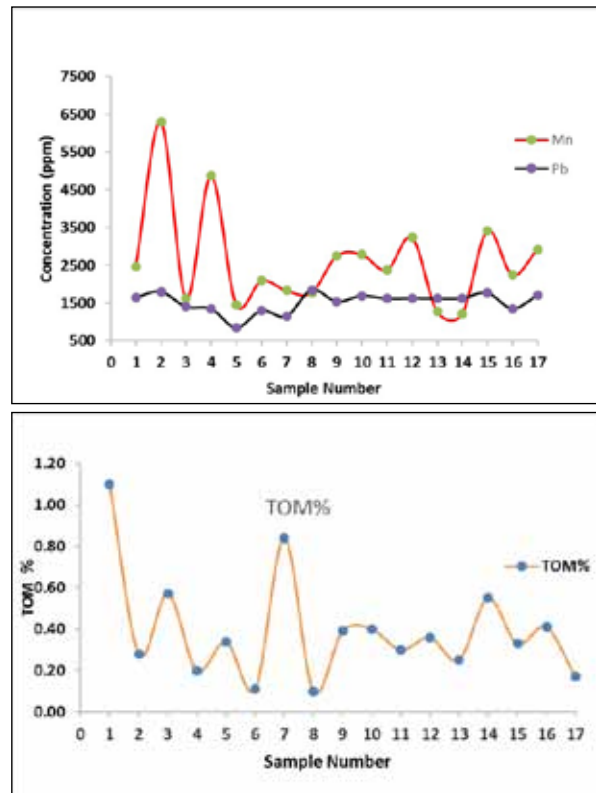 7500
6500
5500
4500
3500
2500
1500
500
Concentration (ppm)
Mn
Pb
0 1 2 3 4 5 6 7 8 9 10 11 12 13 14 15 16 17
Sample Number
1.20
1.00
0.80
0.60
0.40
0.20
0.00
TOM %
TOM%
TOM%
0 1 2 3 4 5 6 7 8 9 10 11 12 13 14 15 16 17
Sample Number